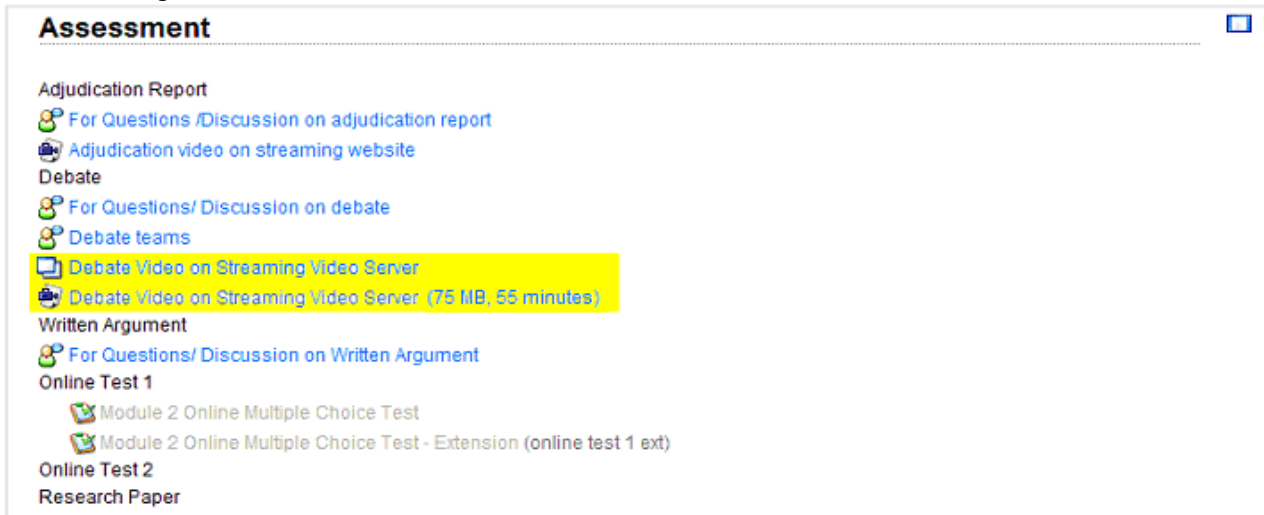 Assessment
Adjudication Report
For Questions /Discussion on adjudication report
Adjudication video on streaming website
Debate
For Questions/ Discussion on debate
Debate teams
Debate Video on Streaming Video Server
Debate Video on Streaming Video Server (75 MB, 55 minutes)
Written Argument
For Questions/ Discussion on Written Argument
Online Test 1
Module 2 Online Multiple Choice Test
Module 2 Online Multiple Choice Test - Extension (online test 1 ext)
Online Test 2
Research Paper